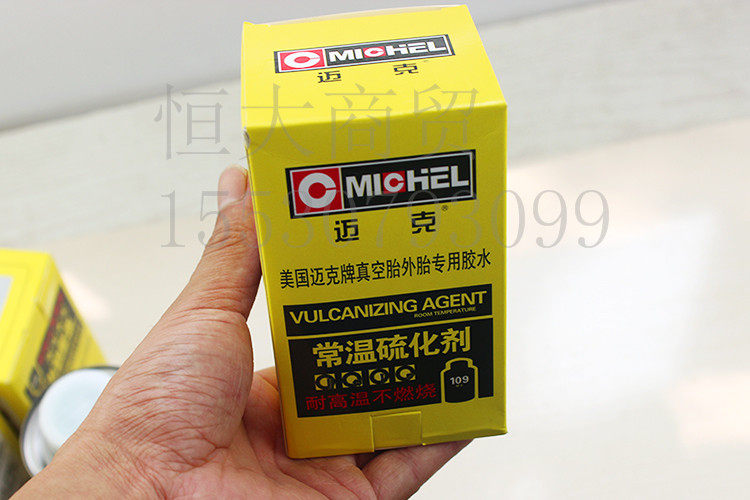 MICHEL
迈克
恒大商贸
MICHEL
迈克®
15530793099
美国迈克牌真空胎外胎专用胶水
VULCANIZING AGENT
ROOM TEMPERATURE
常温硫化剂
109
耐高温不燃烧